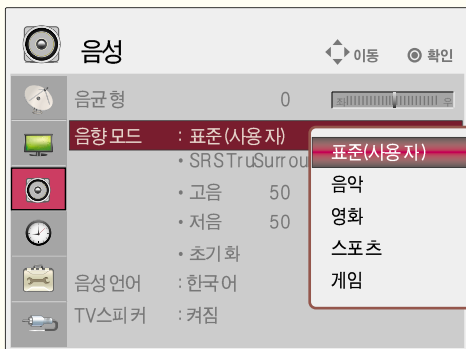 음성
이동 확인
음균형 0 좌 우
음향모드 : 표준(사용자)
• SRS TruSurrou
• 고음 50
• 저음 50
• 초기화
음성언어 : 한국어
TV스피커 : 켜짐
표준(사용자)
음악
영화
스포츠
게임